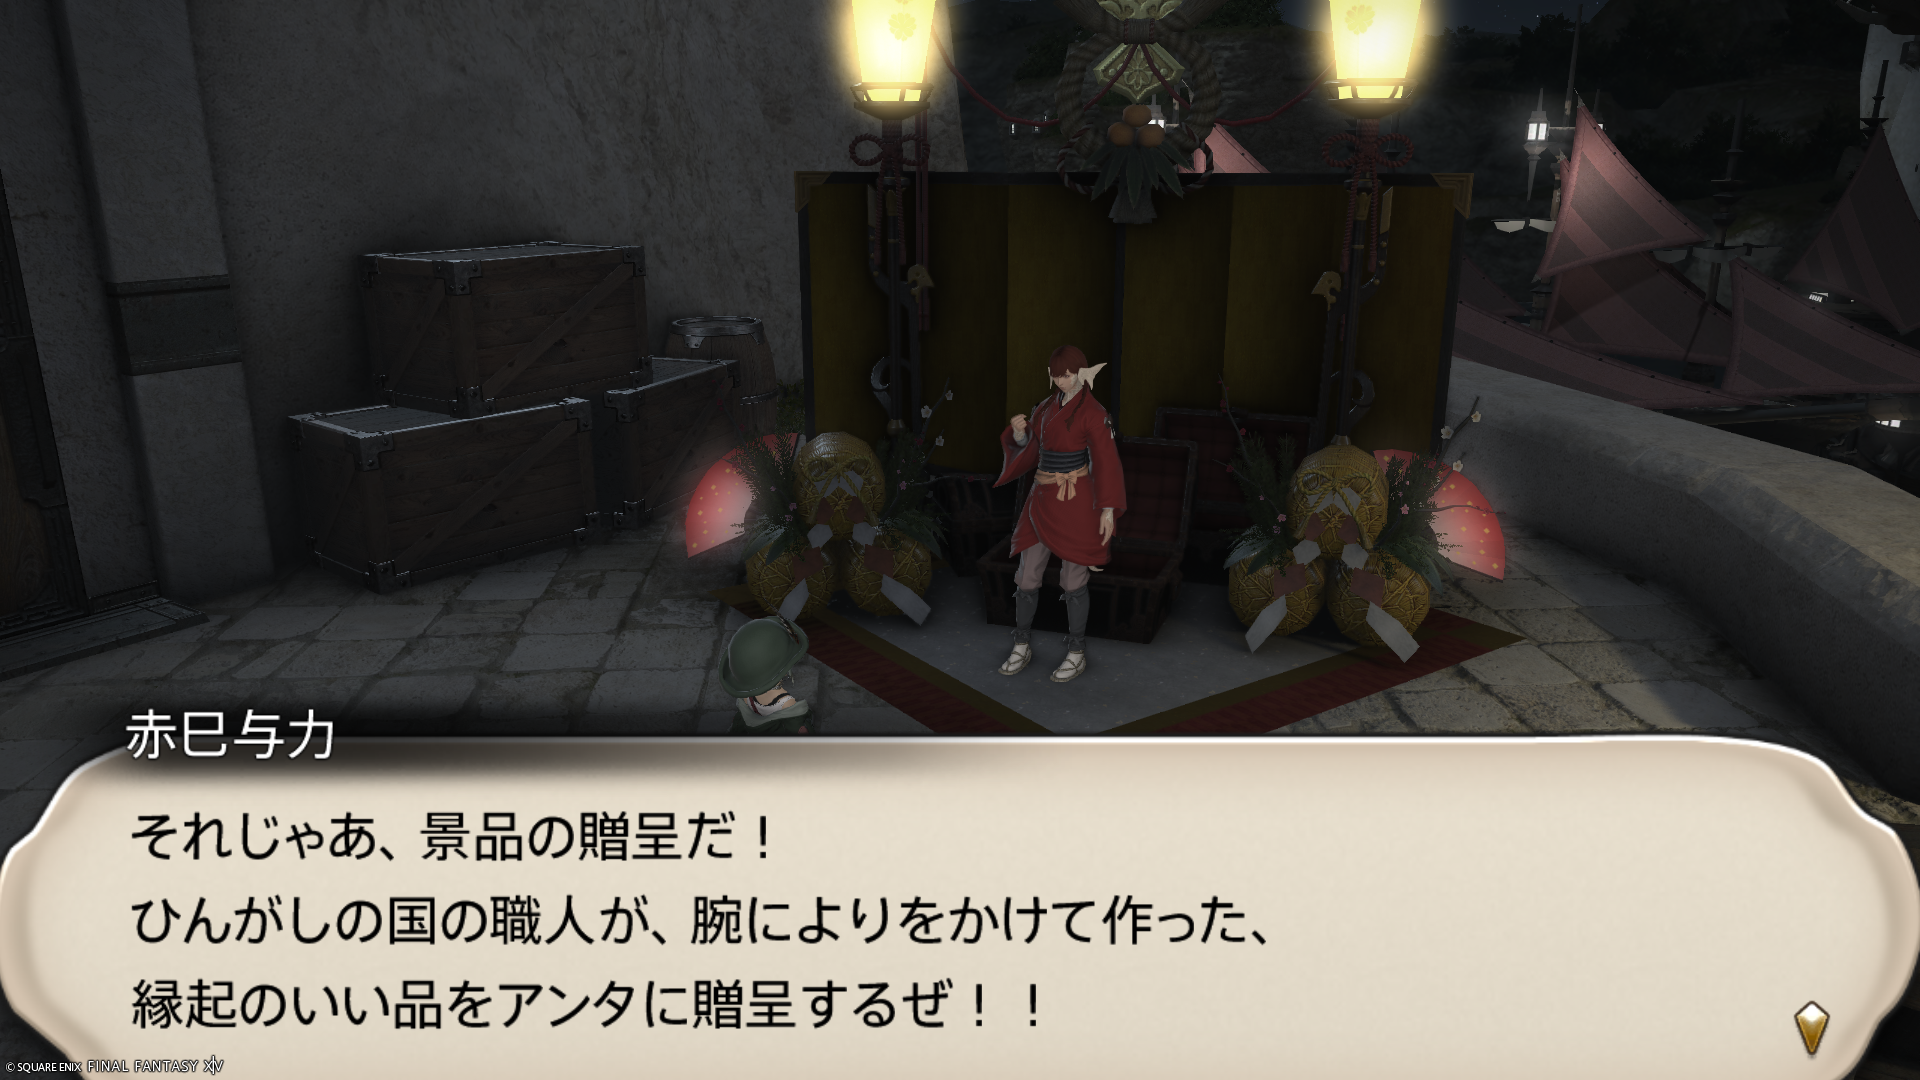 赤巳与力
それじゃあ、景品の贈呈だ！
ひんがしの国の職人が、腕によりをかけて作った、
縁起のいい品をアンタに贈呈するぜ！！
© SQUARE ENIX FINAL FANTASY XIV